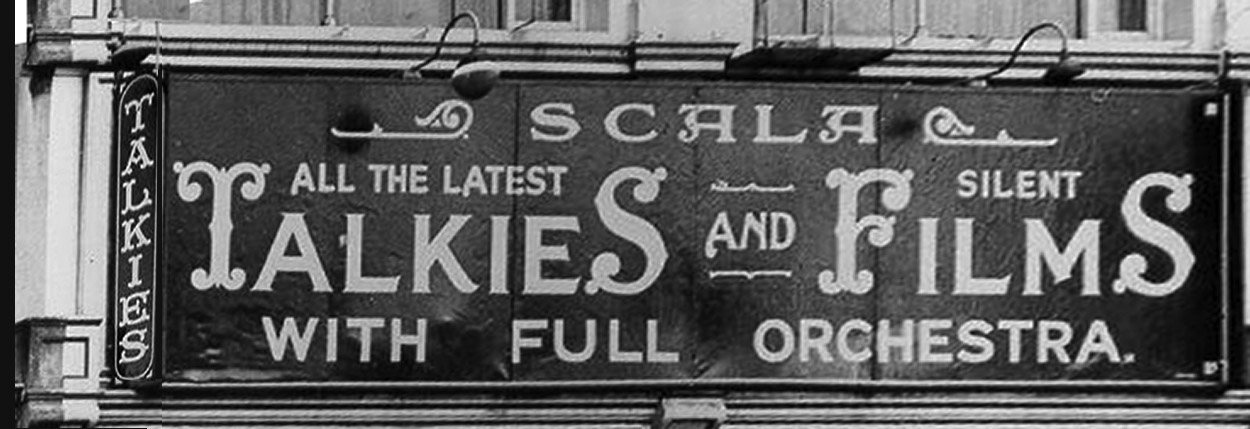 TALKIES
SCALA
ALL THE LATEST SILENT
TALKIES AND FILMS
WITH FULL ORCHESTRA.